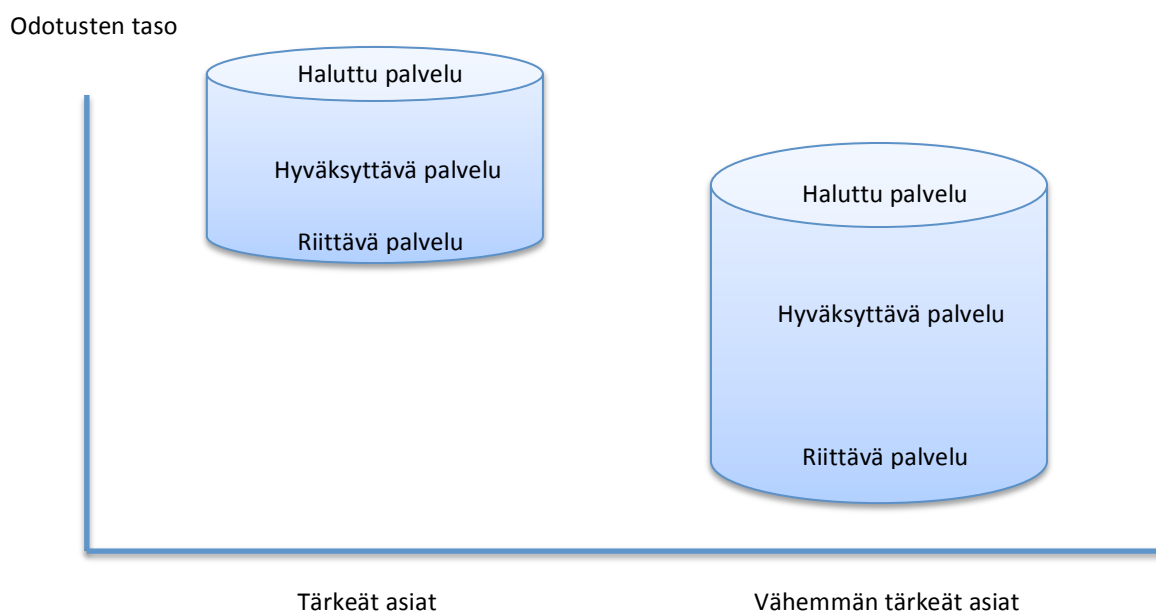 Odotusten taso
Haluttu palvelu
Hyväksyttävä palvelu
Riittävä palvelu
Haluttu palvelu
Hyväksyttävä palvelu
Riittävä palvelu
Tärkeät asiat
Vähemmän tärkeät asiat